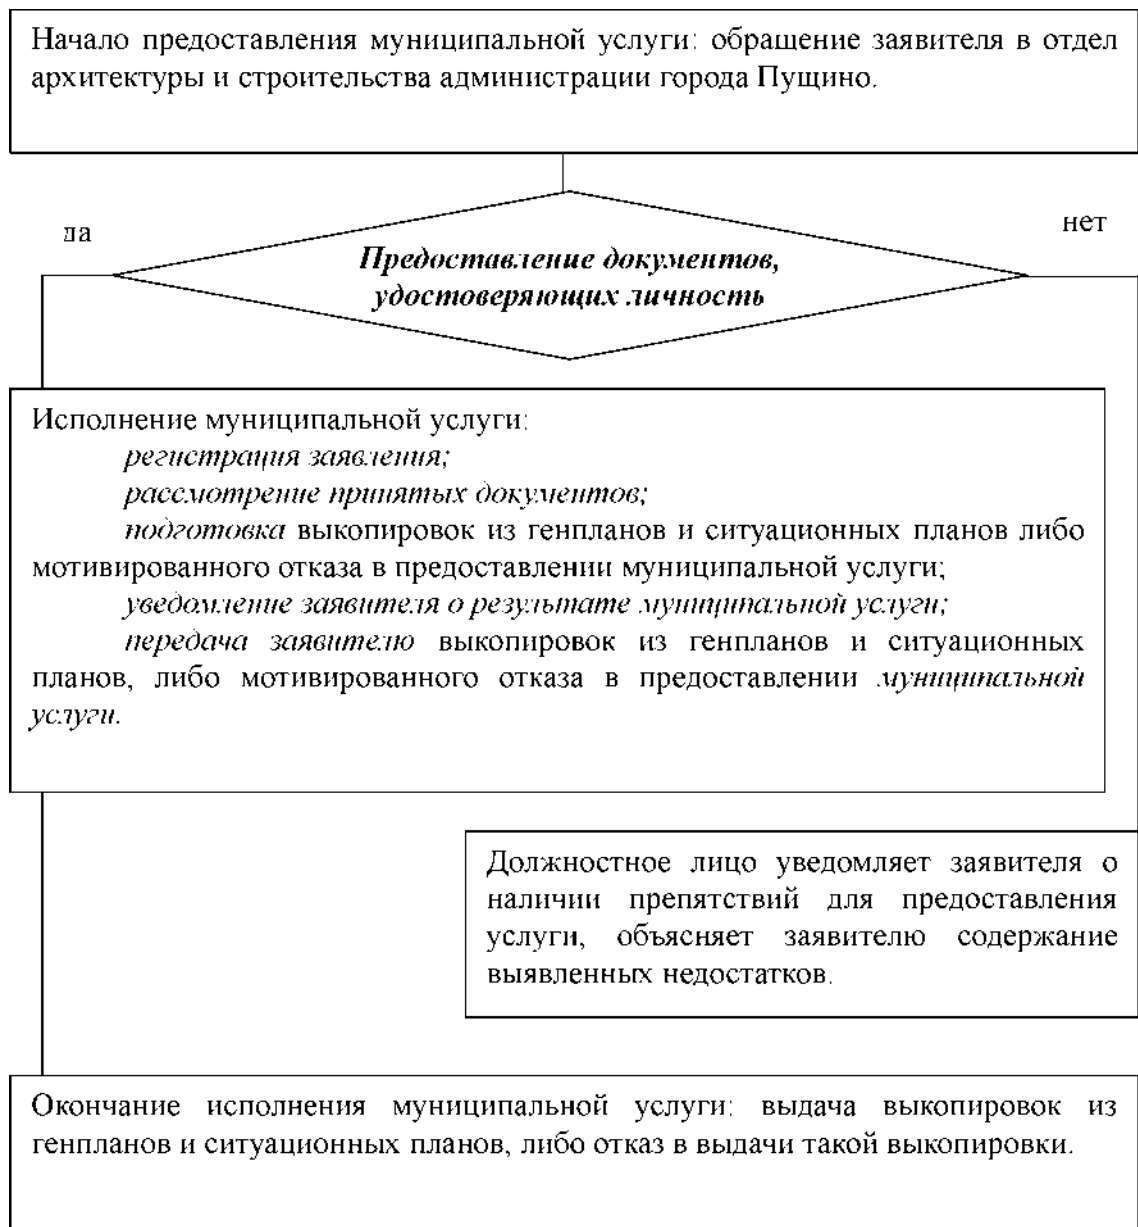 Начало предоставления муниципальной услуги: обращение заявителя в отдел
архитектуры и строительства администрации города Пущино.
да
нет
Предоставление документов,
удостоверяющих личность
Исполнение муниципальной услуги:
регистрация заявления;
рассмотрение принятых документов;
подготовка выкопировок из генпланов и ситуационных планов либо
мотивированного отказа в предоставлении муниципальной услуги;
уведомление заявителя о результате муниципальной услуги;
передача заявителю выкопировок из генпланов и ситуационных
планов, либо мотивированного отказа в предоставлении муниципальной
услуги.
Должностное лицо уведомляет заявителя о
наличии препятствий для предоставления
услуги, объясняет заявителю содержание
выявленных недостатков.
Окончание исполнения муниципальной услуги: выдача выкопировок из
генпланов и ситуационных планов, либо отказ в выдачи такой выкопировки.